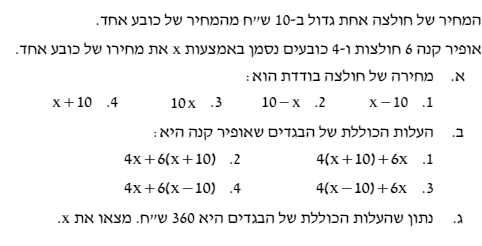 המחיר של חולצה אחת גדול ב-10 ש״ח מהמחיר של כובע אחד.
אופיר קנה 6 חולצות ו-4 כובעים נסמן באמצעות x את מחירו של כובע אחד.
א. מחירה של חולצה בודדת הוא:
1. x−10 2. 10−x 3. 10x 4. x+10
ב. העלות הכוללת של הבגדים שאופיר קנה היא:
1. 4(x+10)+6x 2. 4x+6(x+10)
3. 4(x−10)+6x 4. 4x+6(x−10)
ג. נתון שהעלות הכוללת של הבגדים היא 360 ש״ח. מצאו את x.